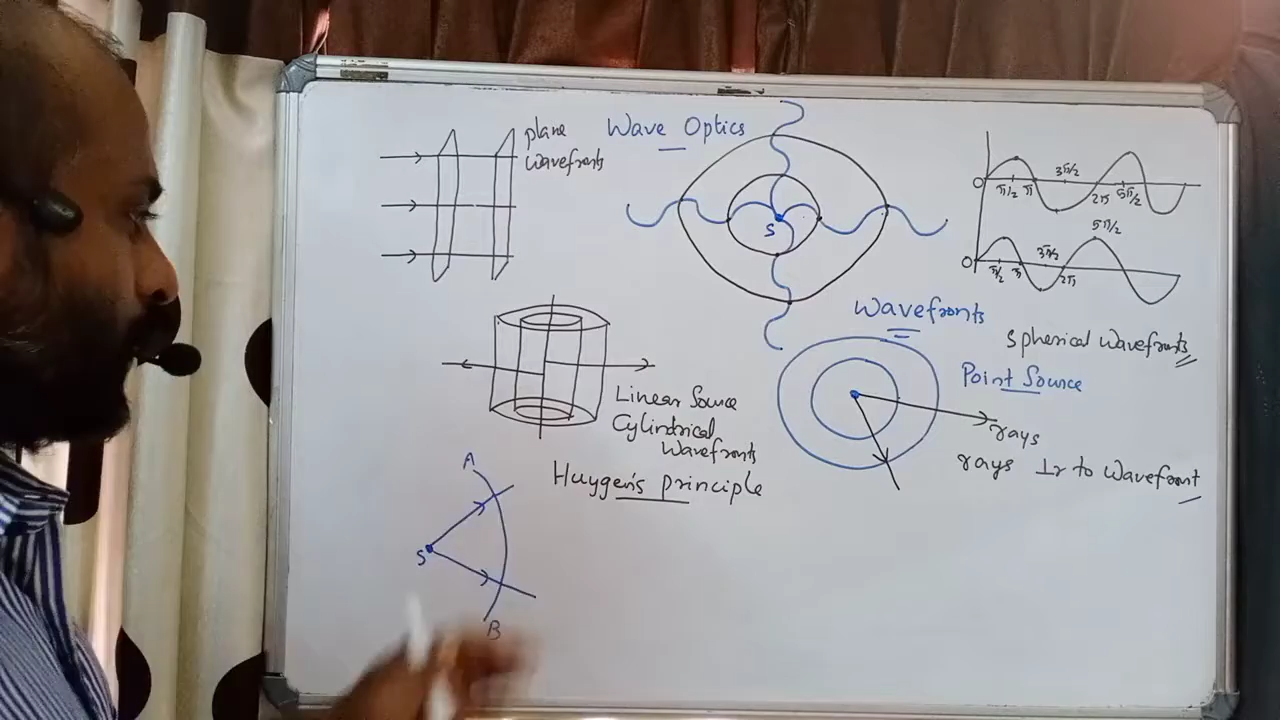 Wave Optics
plane
wavefronts
S
O
π/2 π 3π/2 2π 5π/2
5π/2
O
π/2 π 3π/2 2π
Wavefronts
Spherical Wavefronts
Point Source
rays
rays ⊥r to Wavefront
Linear Source
Cylindrical
Wavefronts
Huygen's principle
A
S
B